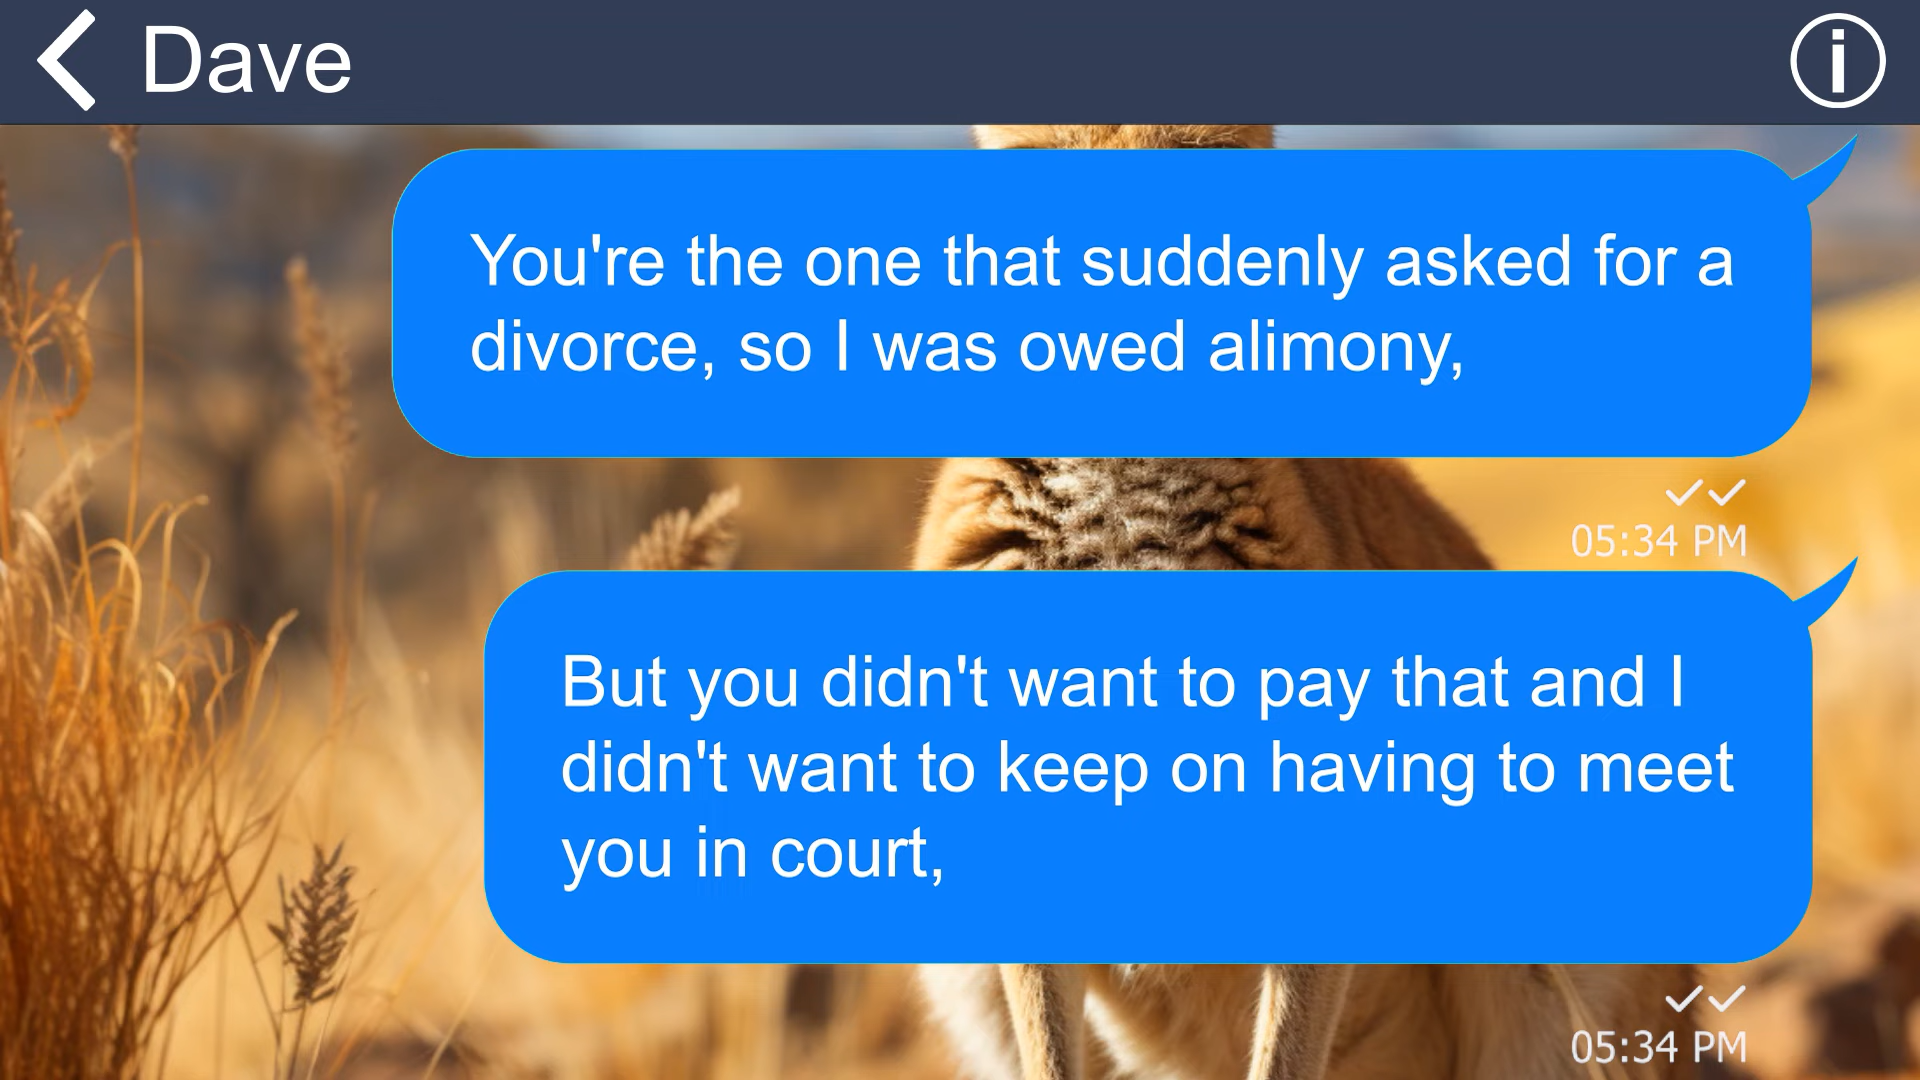 Dave
You're the one that suddenly asked for a
divorce, so I was owed alimony,
05:34 PM
But you didn't want to pay that and I
didn't want to keep on having to meet
you in court,
05:34 PM